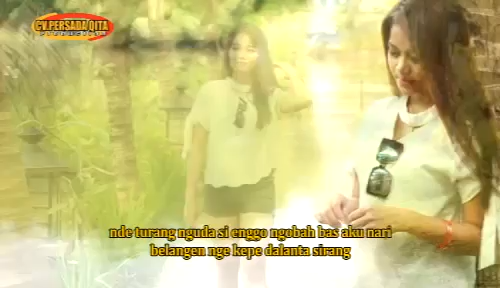 CV.PERSADA QITA
nde turang nguda si enggo ngobah bas aku nari
belangen nge kepe dalanta sirang